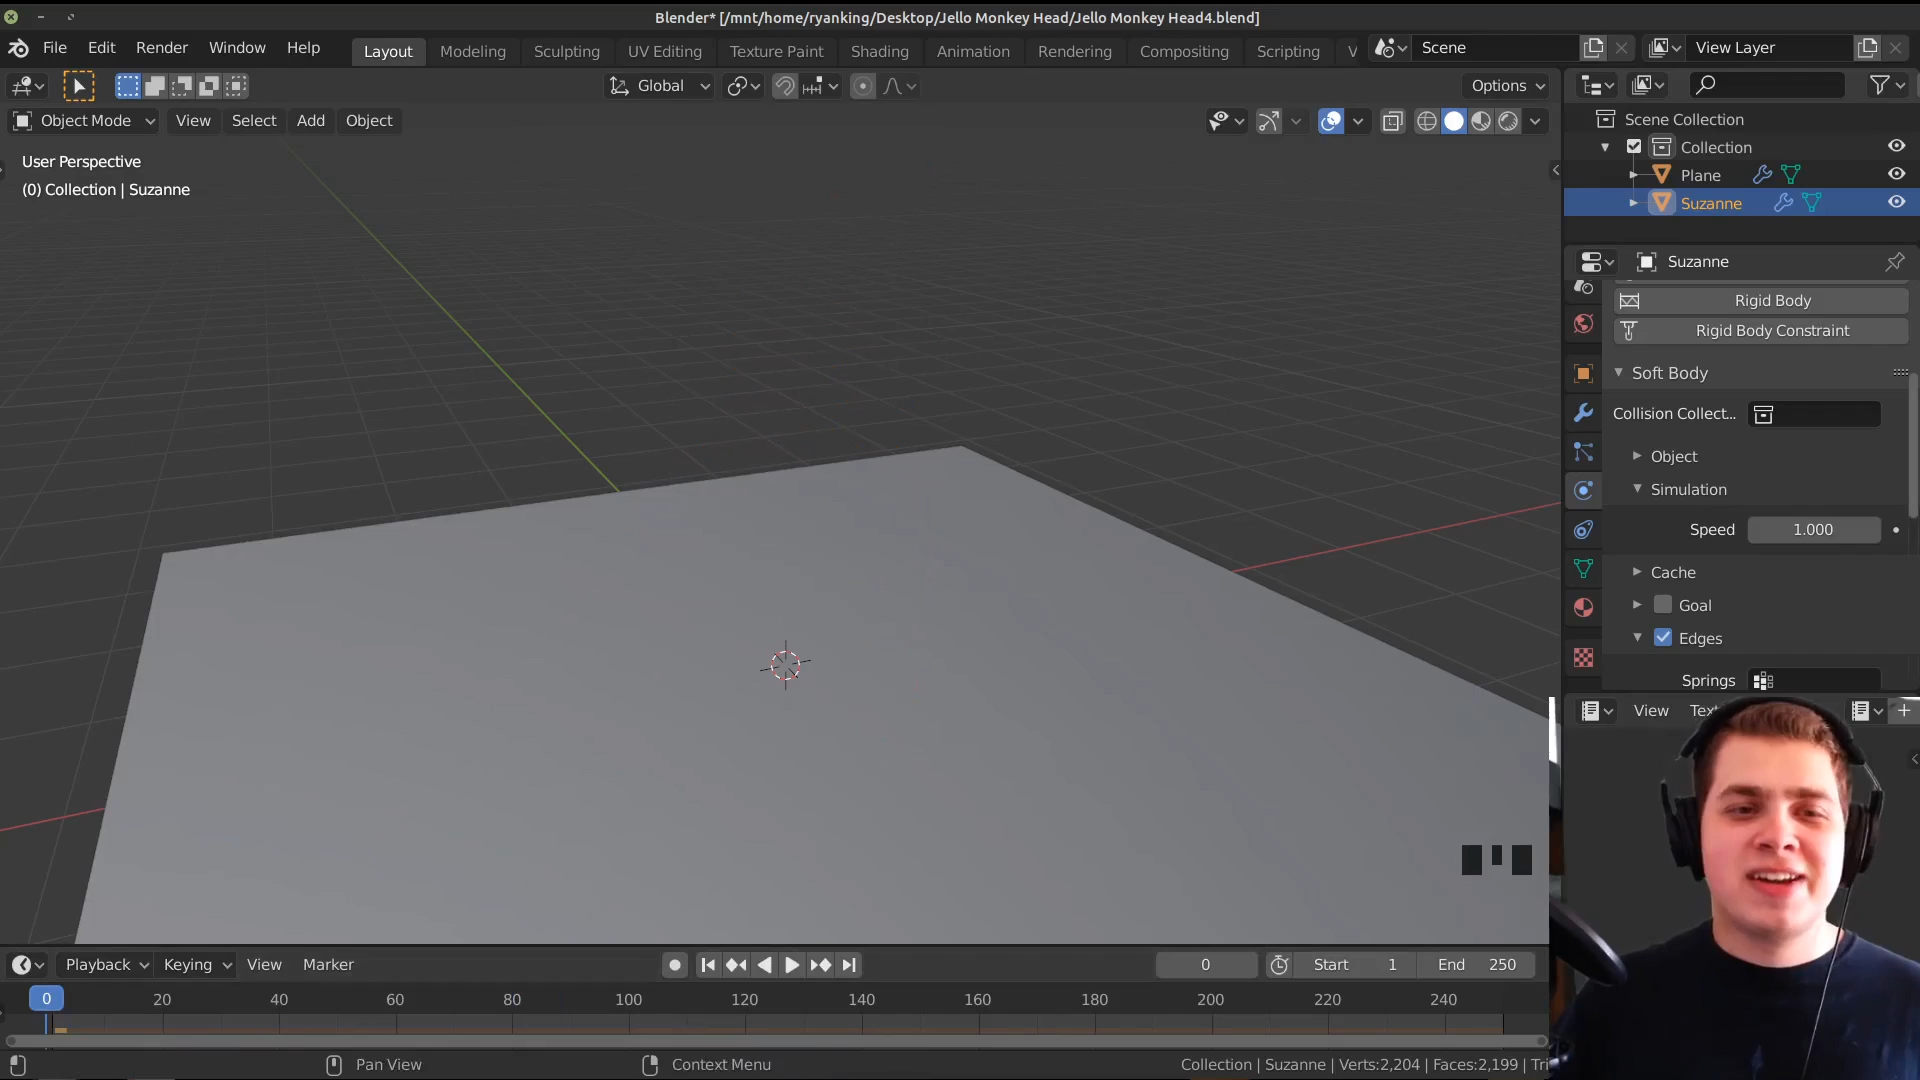 Blender* [/mnt/home/ryanking/Desktop/Jello Monkey Head/Jello Monkey Head4.blend]
File Edit Render Window Help Layout Modeling Sculpting UV Editing Texture Paint Shading Animation Rendering Compositing Scripting V Scene View Layer
Global Options
Object Mode View Select Add Object
User Perspective
(0) Collection | Suzanne
Scene Collection
Collection
Plane
Suzanne
Suzanne
Rigid Body
Rigid Body Constraint
Soft Body
Collision Collect...
Object
Simulation
Speed 1.000
Cache
Goal
Edges
Springs
View Tex
Playback Keying View Marker 0 Start 1 End 250
0 20 40 60 80 100 120 140 160 180 200 220 240
Pan View Context Menu Collection | Suzanne | Verts:2,204 | Faces:2,199 | Tri